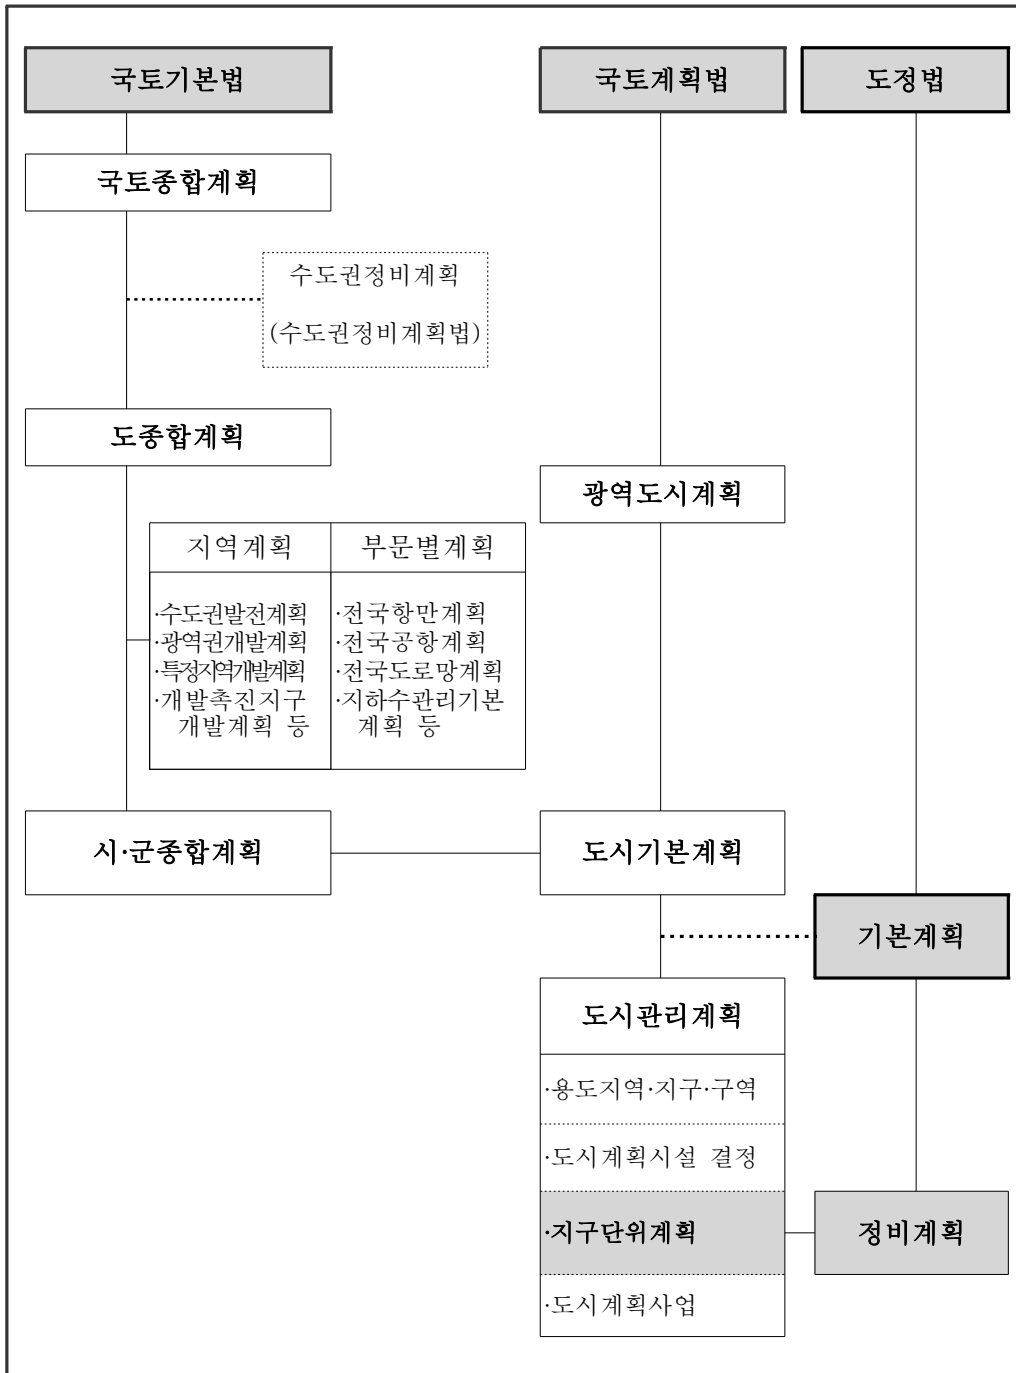 국토기본법
국토계획법
도정법
국토종합계획
수도권정비계획
(수도권정비계획법)
도종합계획
광역도시계획
지역계획
부문별계획
·수도권발전계획
·광역권개발계획
·특정지역개발계획
·개발촉진지구
개발계획 등
·전국항만계획
·전국공항계획
·전국도로망계획
·지하수관리기본
계획 등
시·군종합계획
도시기본계획
기본계획
도시관리계획
·용도지역·지구·구역
·도시계획시설 결정
·지구단위계획
정비계획
·도시계획사업